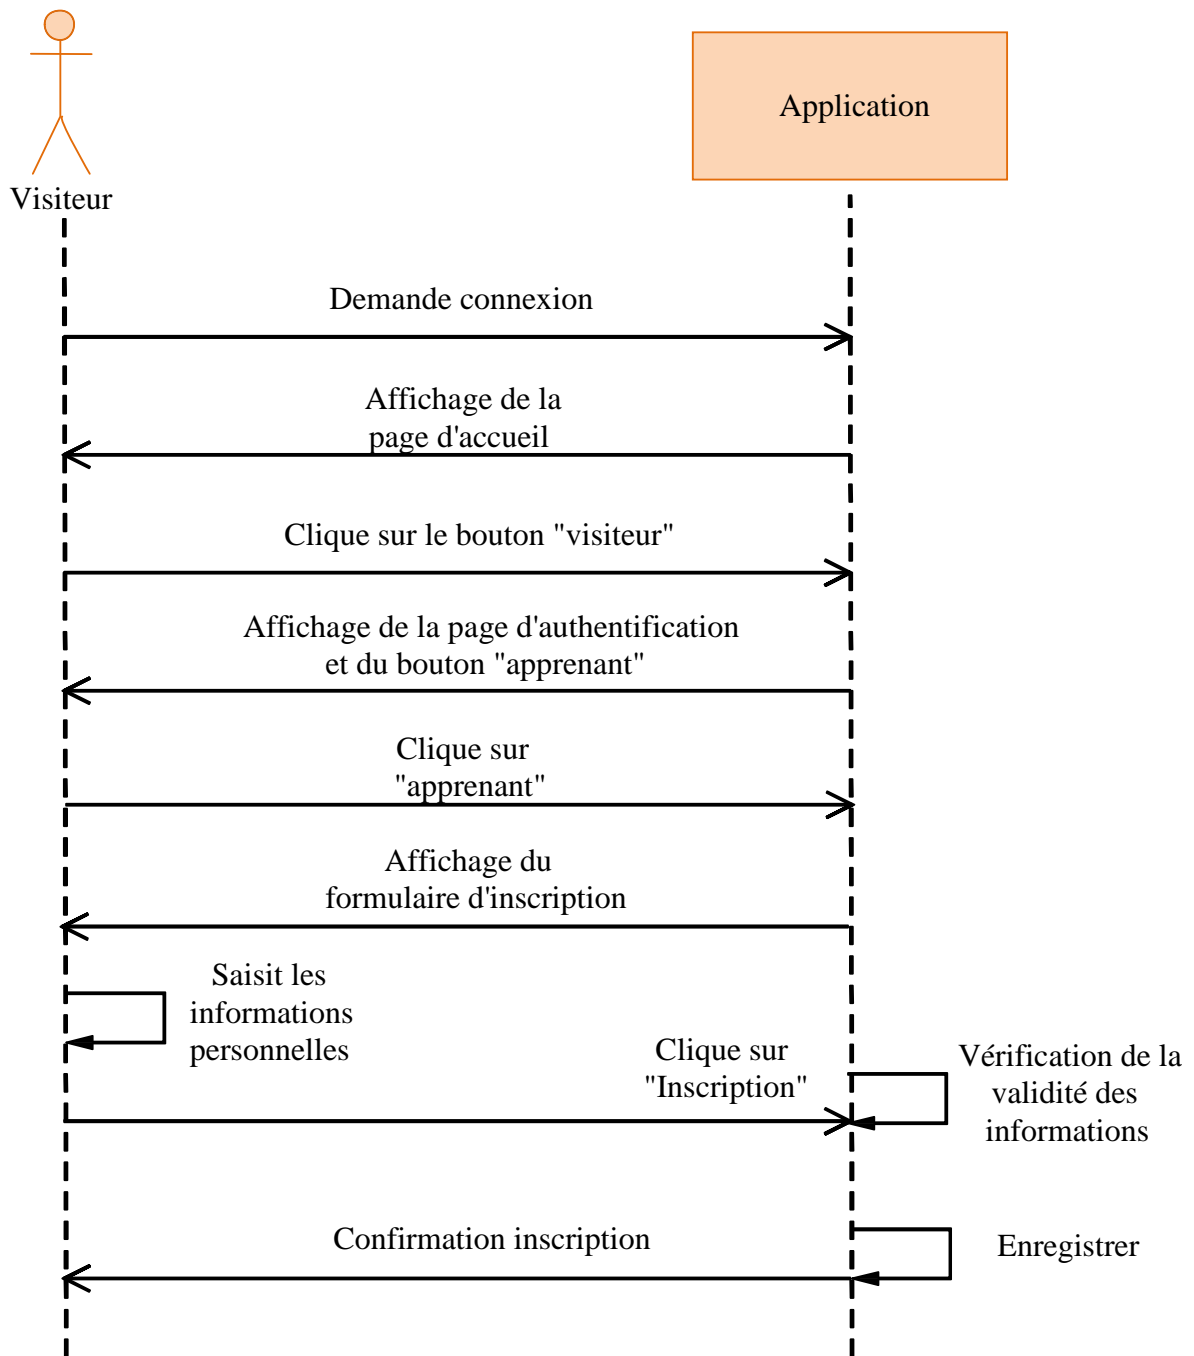 Application
Visiteur
Demande connexion
Affichage de la
page d'accueil
Clique sur le bouton "visiteur"
Affichage de la page d'authentification
et du bouton "apprenant"
Clique sur
"apprenant"
Affichage du
formulaire d'inscription
Saisit les
informations
personnelles
Clique sur
"Inscription"
Vérification de la
validité des
informations
Confirmation inscription
Enregistrer